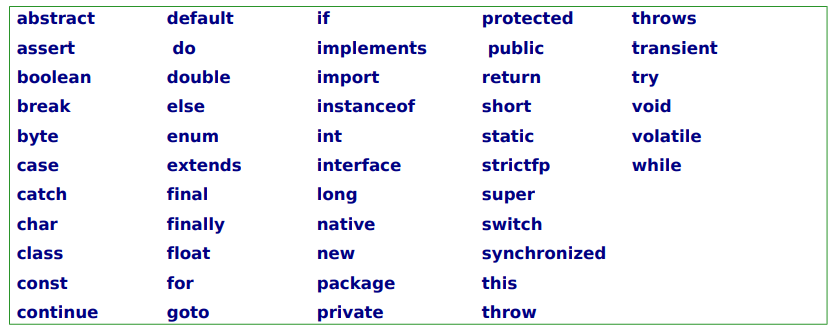 abstract default if protected throws
assert do implements public transient
boolean double import return try
break else instanceof short void
byte enum int static volatile
case extends interface strictfp while
catch final long super
char finally native switch
class float new synchronized
const for package this
continue goto private throw